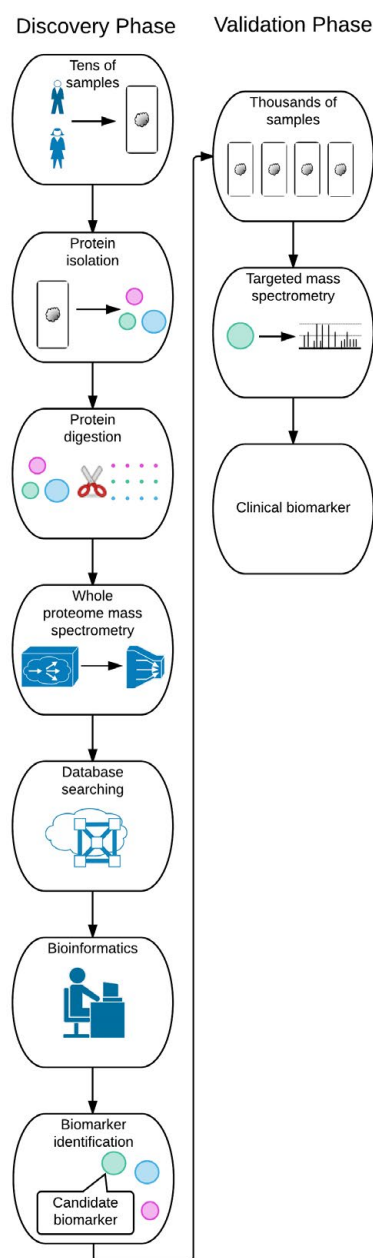 Discovery Phase
Tens of
samples
Protein
isolation
Protein
digestion
Whole
proteome mass
spectrometry
Database
searching
Bioinformatics
Biomarker
identification
Candidate
biomarker
Validation Phase
Thousands of
samples
Targeted mass
spectrometry
Clinical biomarker